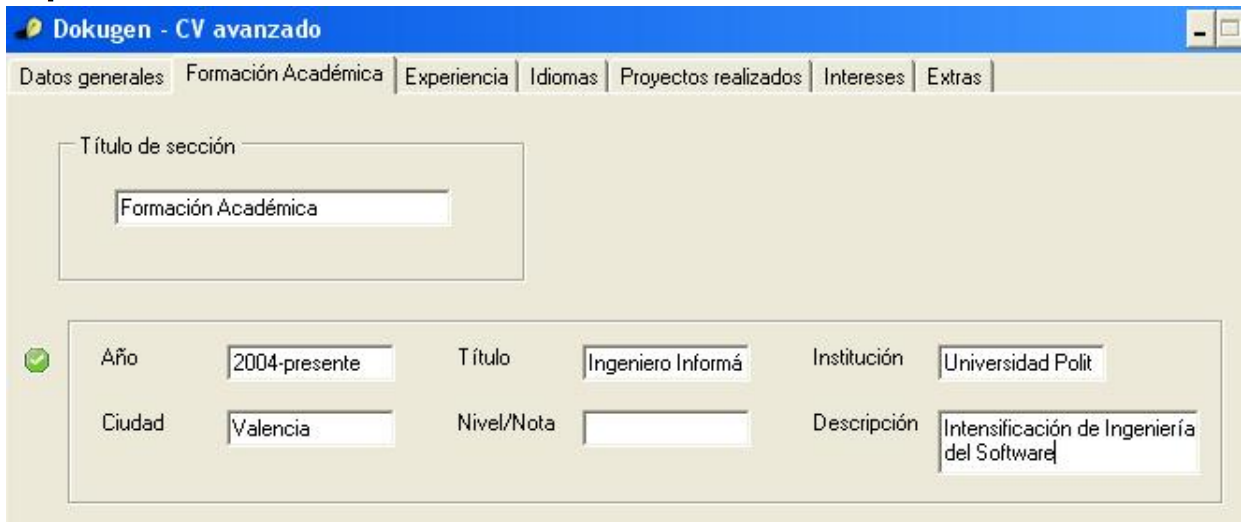 Dokugen - CV avanzado
Datos generales Formación Académica Experiencia Idiomas Proyectos realizados Intereses Extras
Título de sección
Formación Académica
Año 2004-presente Título Ingeniero Informá Institución Universidad Polit
Ciudad Valencia Nivel/Nota Descripción Intensificación de Ingeniería
del Software